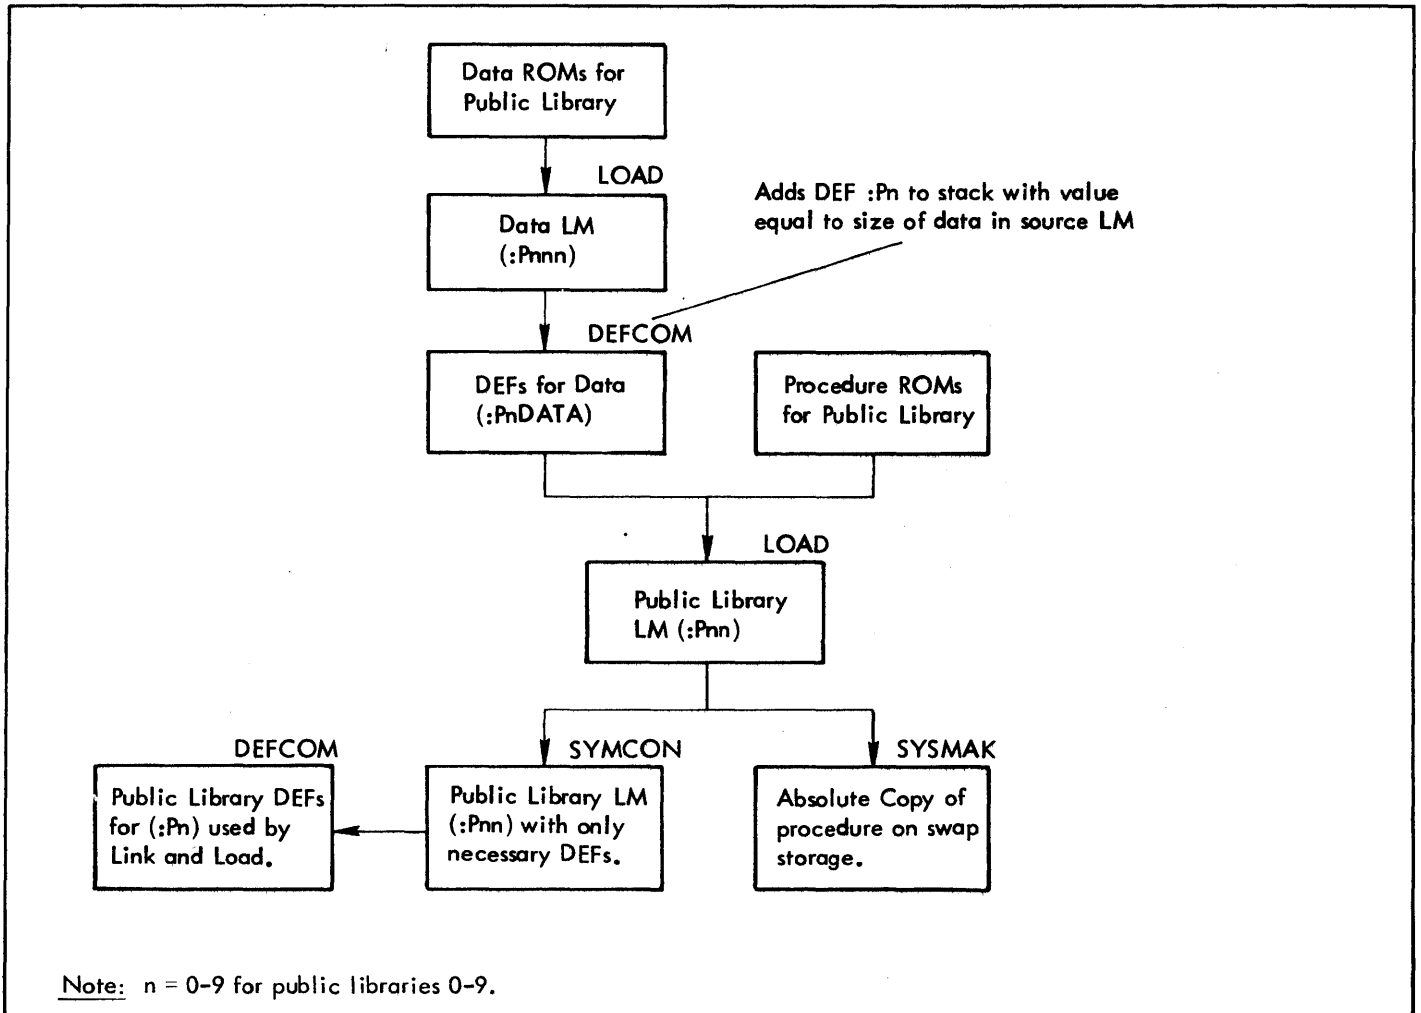 Data ROMs for
Public Library
LOAD
Data LM
(:Pnnn)
Adds DEF :Pn to stack with value
equal to size of data in source LM
DEFCOM
DEFs for Data
(:PnDATA)
Procedure ROMs
for Public Library
LOAD
Public Library
LM (:Pnn)
DEFCOM
SYMCON
SYSMAK
Public Library DEFs
for (:Pn) used by
Link and Load.
Public Library LM
(:Pnn) with only
necessary DEFs.
Absolute Copy of
procedure on swap
storage.
Note: n = 0-9 for public libraries 0-9.